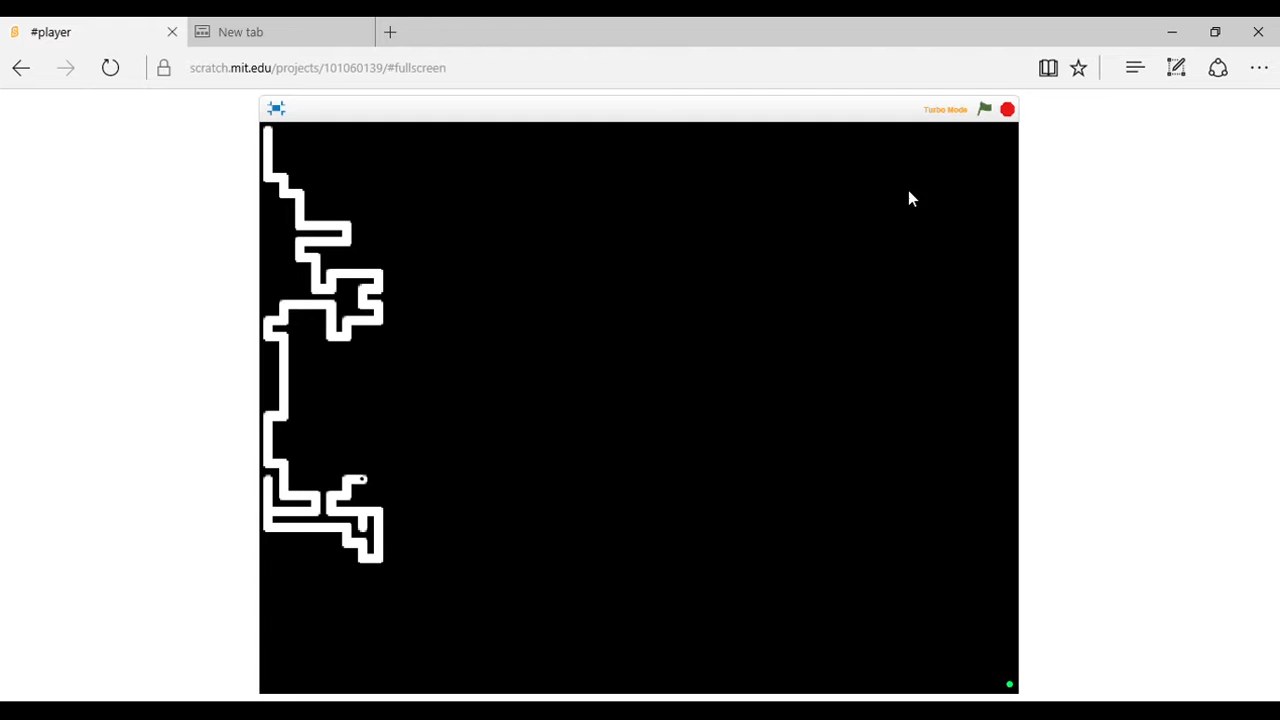 #player
New tab
scratch.mit.edu/projects/101060139/#fullscreen
Turbo Mode